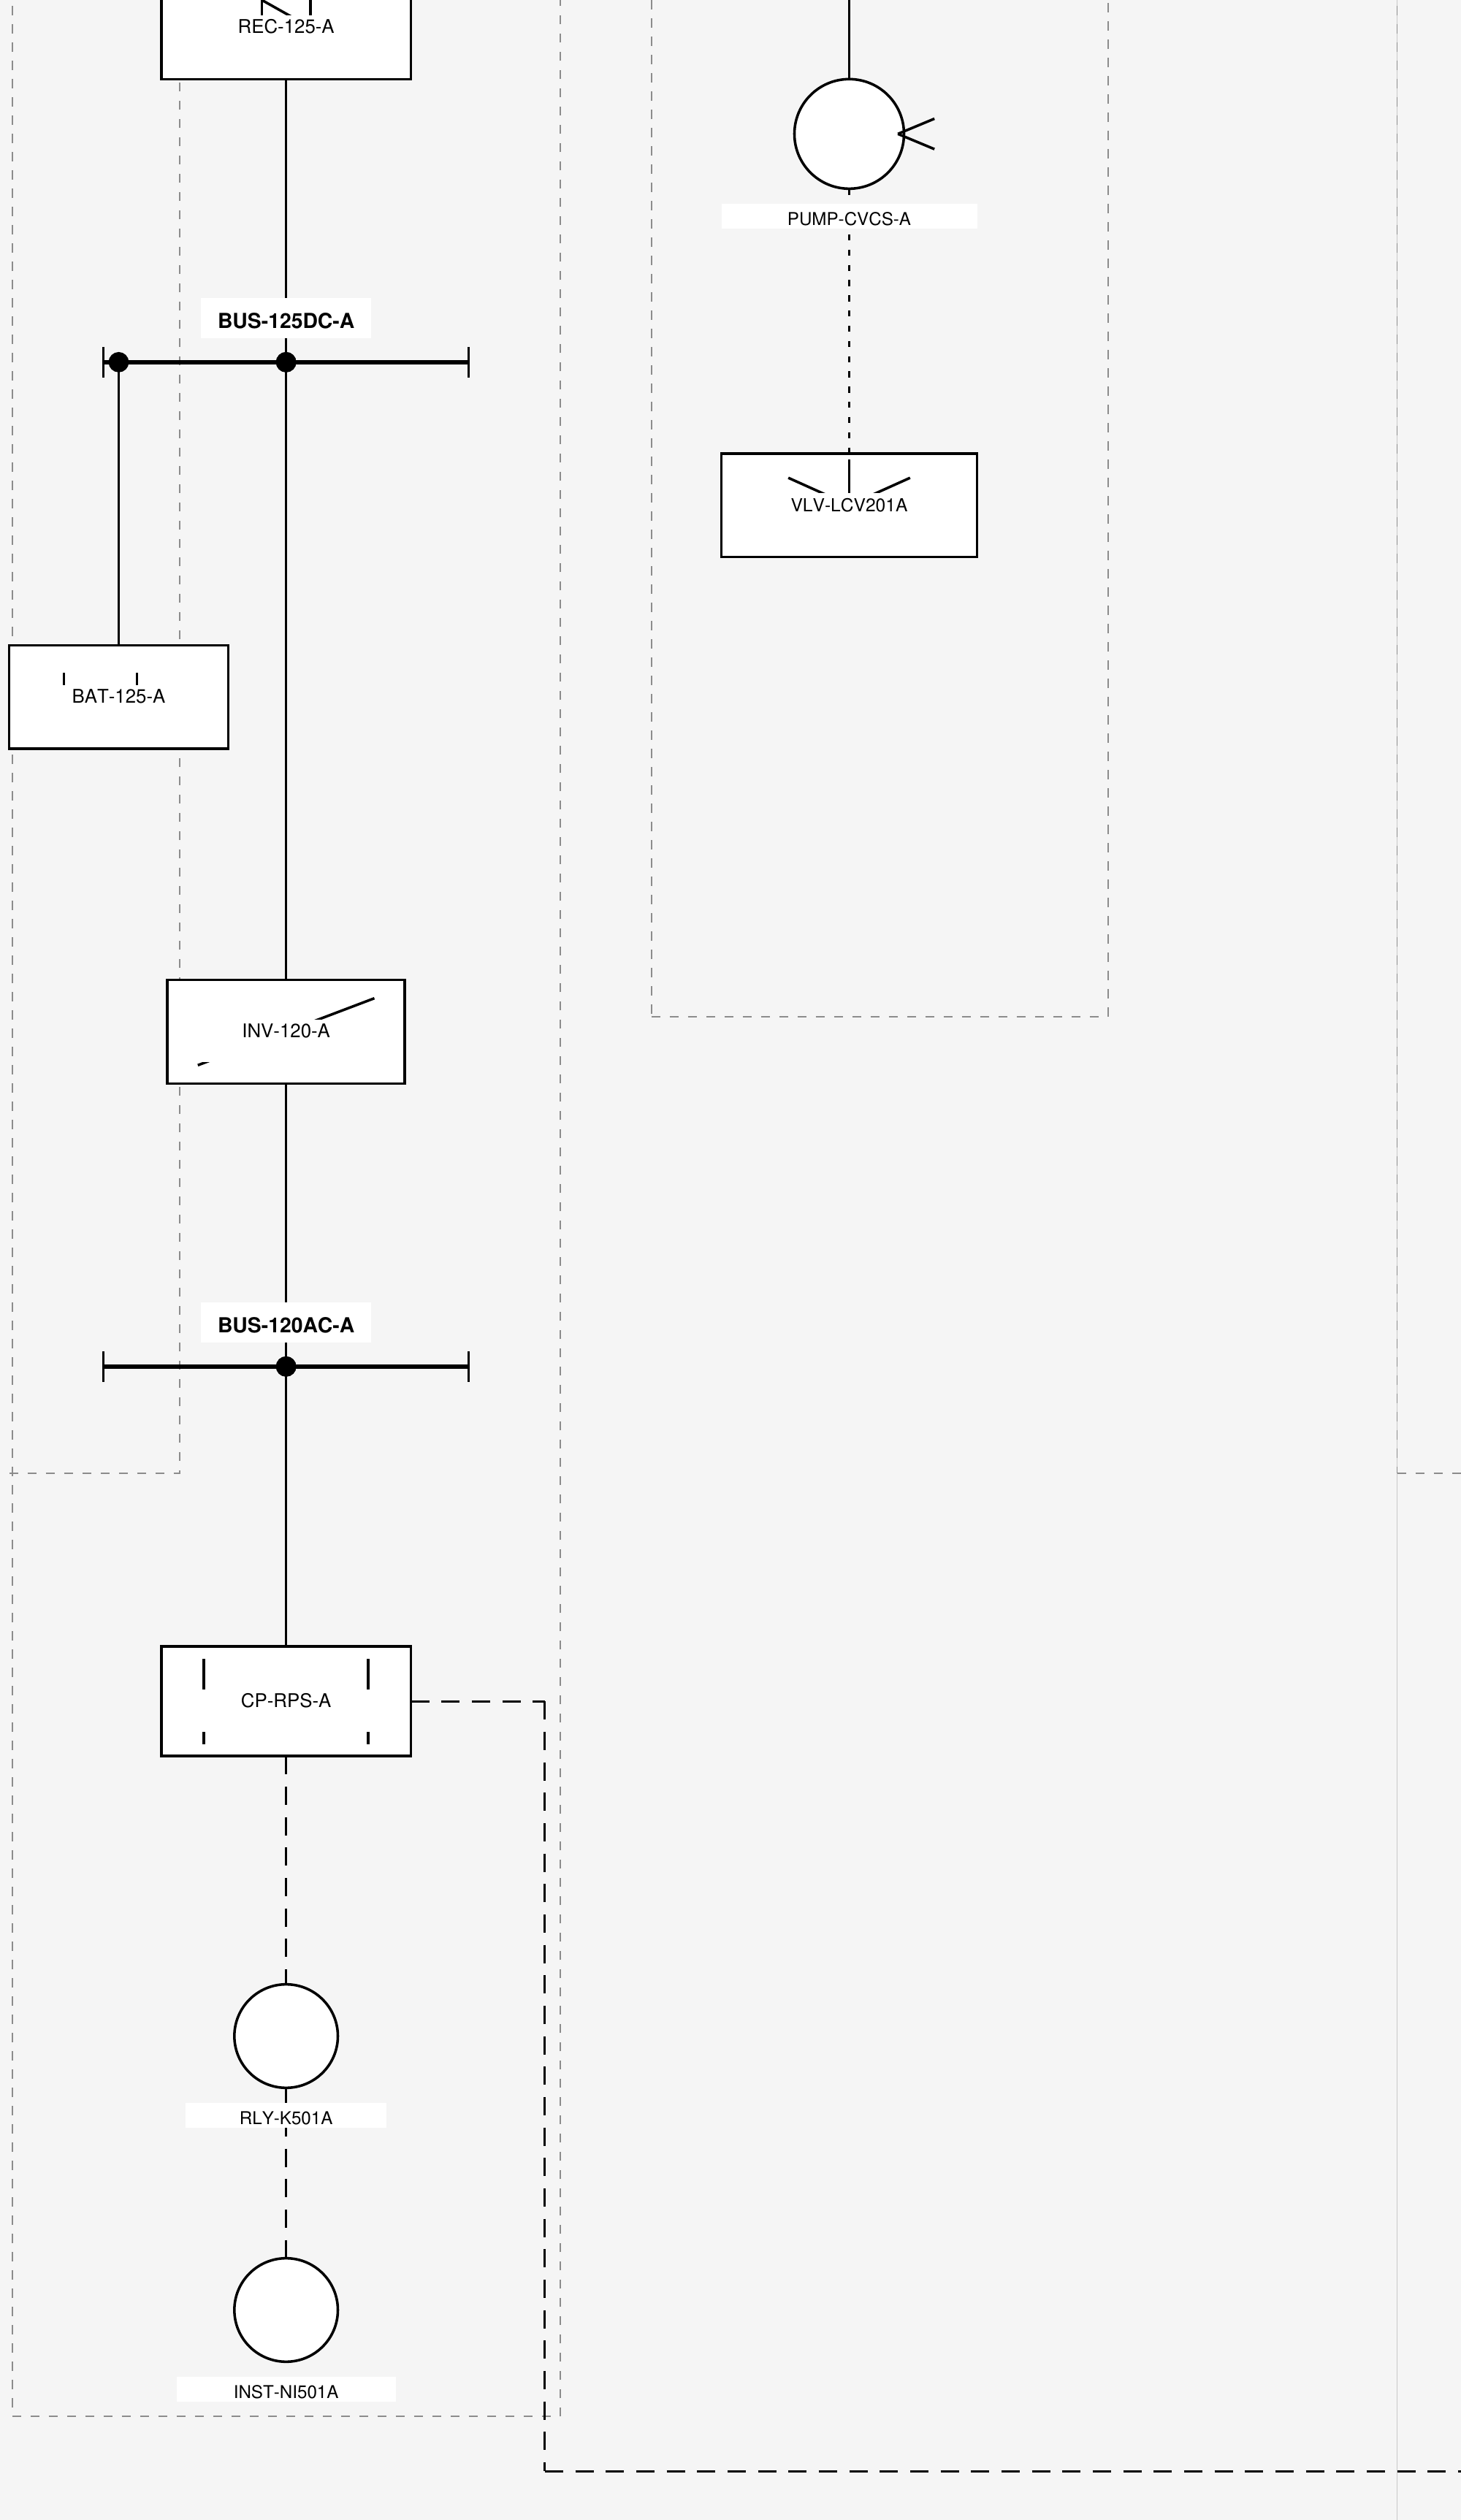 REC-125-A
PUMP-CVCS-A
BUS-125DC-A
VLV-LCV201A
BAT-125-A
INV-120-A
BUS-120AC-A
CP-RPS-A
RLY-K501A
INST-NI501A